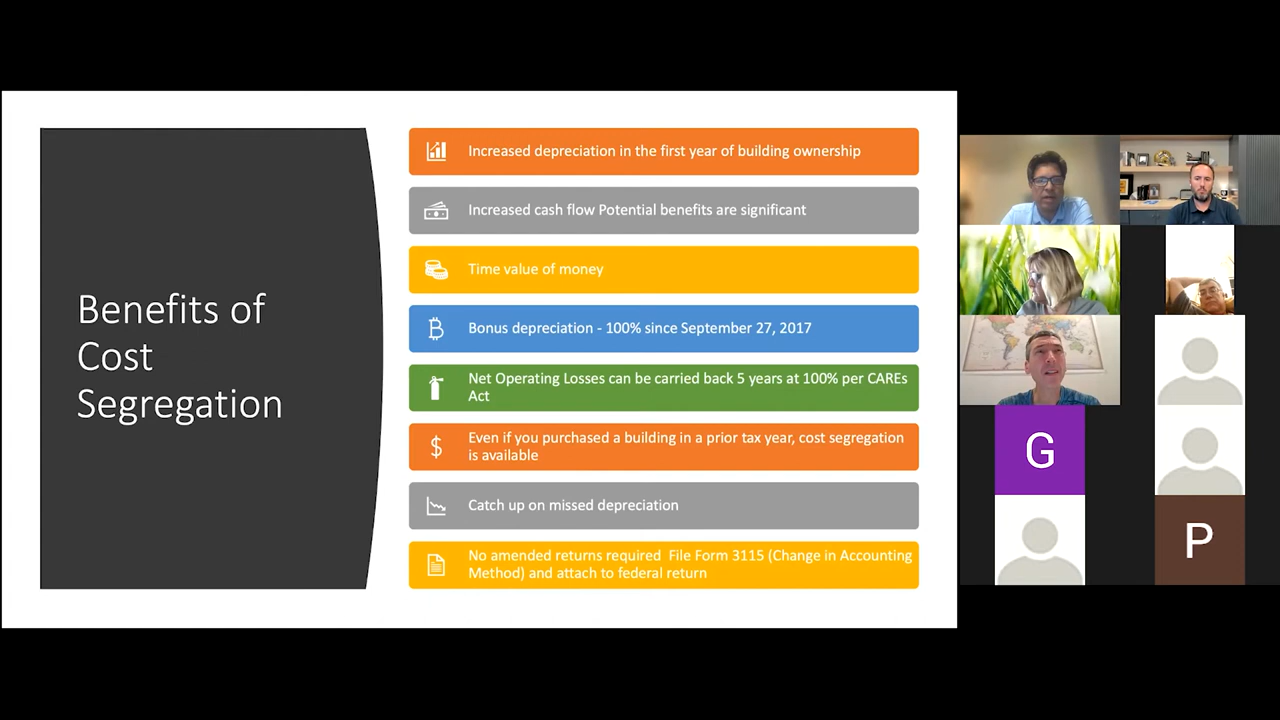 Benefits of
Cost
Segregation
Increased depreciation in the first year of building ownership
Increased cash flow Potential benefits are significant
Time value of money
Bonus depreciation - 100% since September 27, 2017
Net Operating Losses can be carried back 5 years at 100% per CAREs
Act
Even if you purchased a building in a prior tax year, cost segregation
is available
Catch up on missed depreciation
No amended returns required  File Form 3115 (Change in Accounting
Method) and attach to federal return
G
P